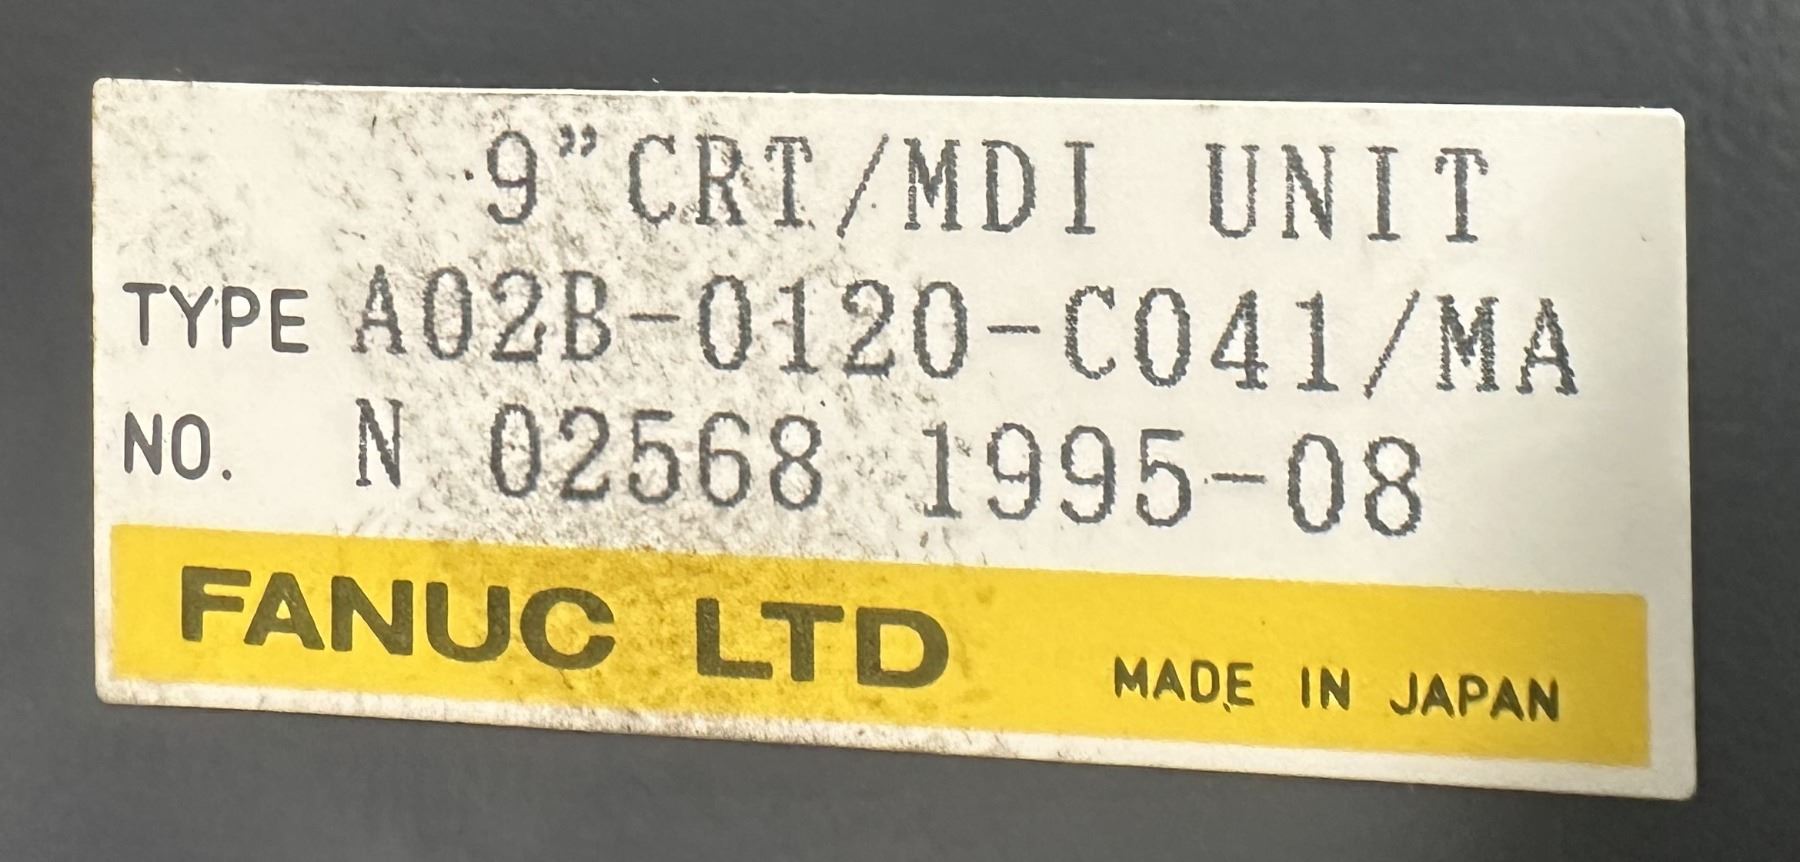 9”CRT/MDI UNIT
TYPE A02B-0120-C041/MA
NO. N 02568 1995-08
FANUC LTD MADE IN JAPAN